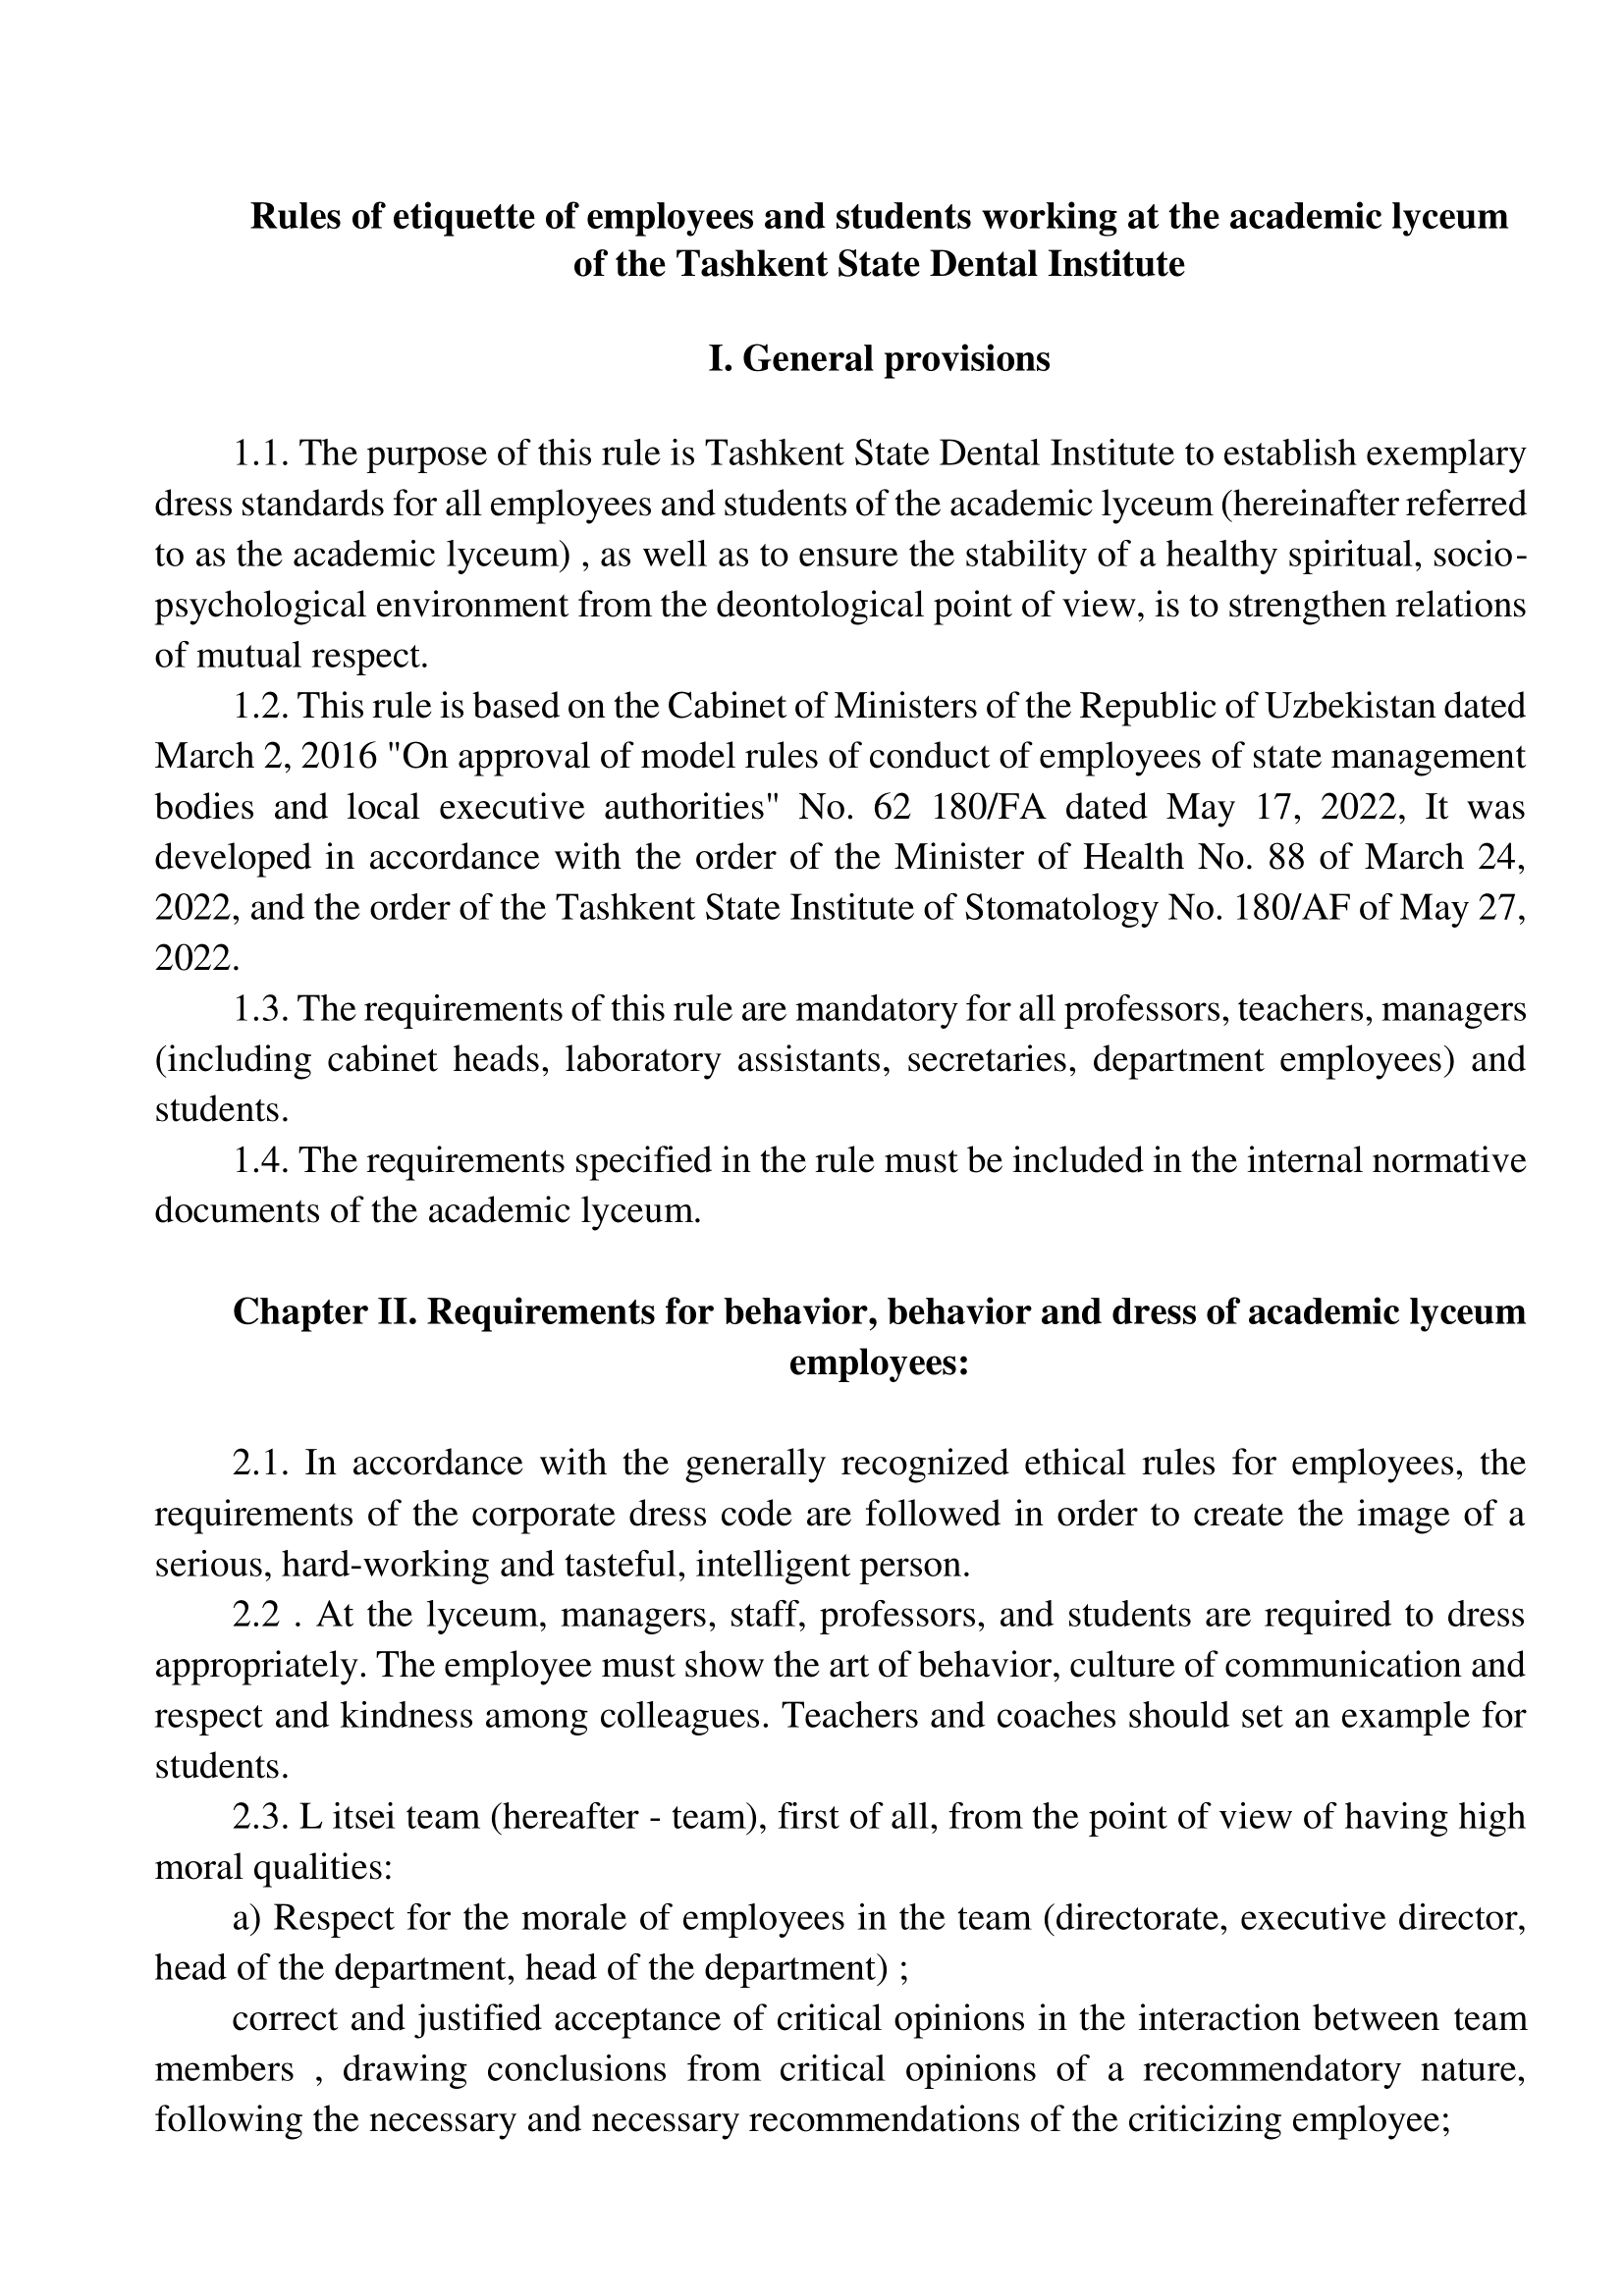 Rules of etiquette of employees and students working at the academic lyceum
of the Tashkent State Dental Institute
I. General provisions
1.1. The purpose of this rule is Tashkent State Dental Institute to establish exemplary
dress standards for all employees and students of the academic lyceum (hereinafter referred
to as the academic lyceum) , as well as to ensure the stability of a healthy spiritual, socio-
psychological environment from the deontological point of view, is to strengthen relations
of mutual respect.
1.2. This rule is based on the Cabinet of Ministers of the Republic of Uzbekistan dated
March 2, 2016 "On approval of model rules of conduct of employees of state management
bodies and local executive authorities" No. 62 180/FA dated May 17, 2022, It was
developed in accordance with the order of the Minister of Health No. 88 of March 24,
2022, and the order of the Tashkent State Institute of Stomatology No. 180/AF of May 27,
2022.
1.3. The requirements of this rule are mandatory for all professors, teachers, managers
(including cabinet heads, laboratory assistants, secretaries, department employees) and
students.
1.4. The requirements specified in the rule must be included in the internal normative
documents of the academic lyceum.
Chapter II. Requirements for behavior, behavior and dress of academic lyceum
employees:
2.1. In accordance with the generally recognized ethical rules for employees, the
requirements of the corporate dress code are followed in order to create the image of a
serious, hard-working and tasteful, intelligent person.
2.2 . At the lyceum, managers, staff, professors, and students are required to dress
appropriately. The employee must show the art of behavior, culture of communication and
respect and kindness among colleagues. Teachers and coaches should set an example for
students.
2.3. L itsei team (hereafter - team), first of all, from the point of view of having high
moral qualities:
a) Respect for the morale of employees in the team (directorate, executive director,
head of the department, head of the department) ;
correct and justified acceptance of critical opinions in the interaction between team
members , drawing conclusions from critical opinions of a recommendatory nature,
following the necessary and necessary recommendations of the criticizing employee;